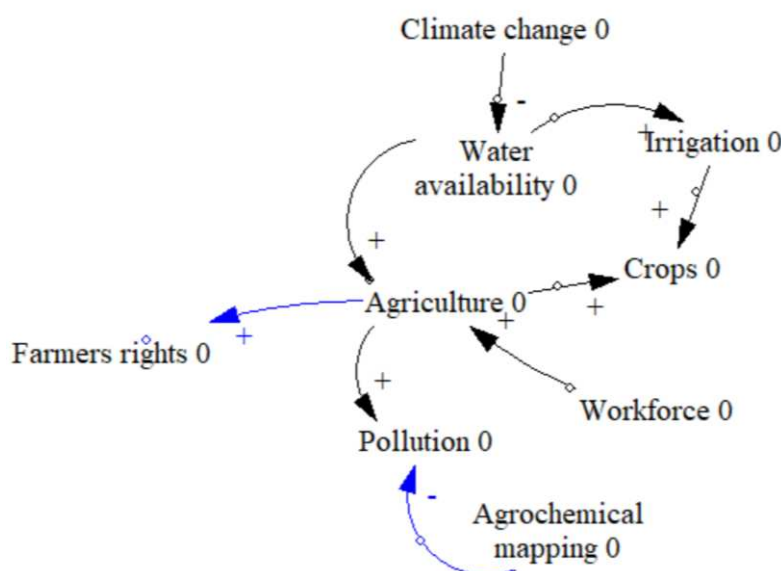 Climate change 0
-
Water
availability 0
+
Irrigation 0
+
+
Crops 0
Agriculture 0
+
+
Farmers rights 0
+
+
Workforce 0
Pollution 0
-
Agrochemical
mapping 0